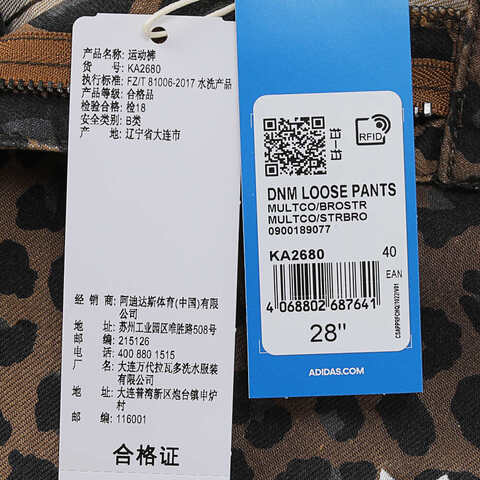 产品名称: 运动裤
货 号: KA2680
执行标准: FZ/T 81006-2017 水洗产品
产品等级: 合格品
检验合格: 检18
安全类别: B类
产 地: 辽宁省大连市
经 销 商: 阿迪达斯体育(中国)有限公司
地 址: 苏州工业园区唯胜路508号
邮 编: 215126
电 话: 400 880 1515
厂 商: 大连万代拉瓦多洗水服装有限公司
地 址: 大连普湾新区炮台镇中炉村
邮 编: 116001
合格证
RFID
DNM LOOSE PANTS
MULTCO/BROSTR
MULTCO/STRBRO
0900189077
KA2680 40
EAN
4 068802 687641
28"
ADIDAS.COM